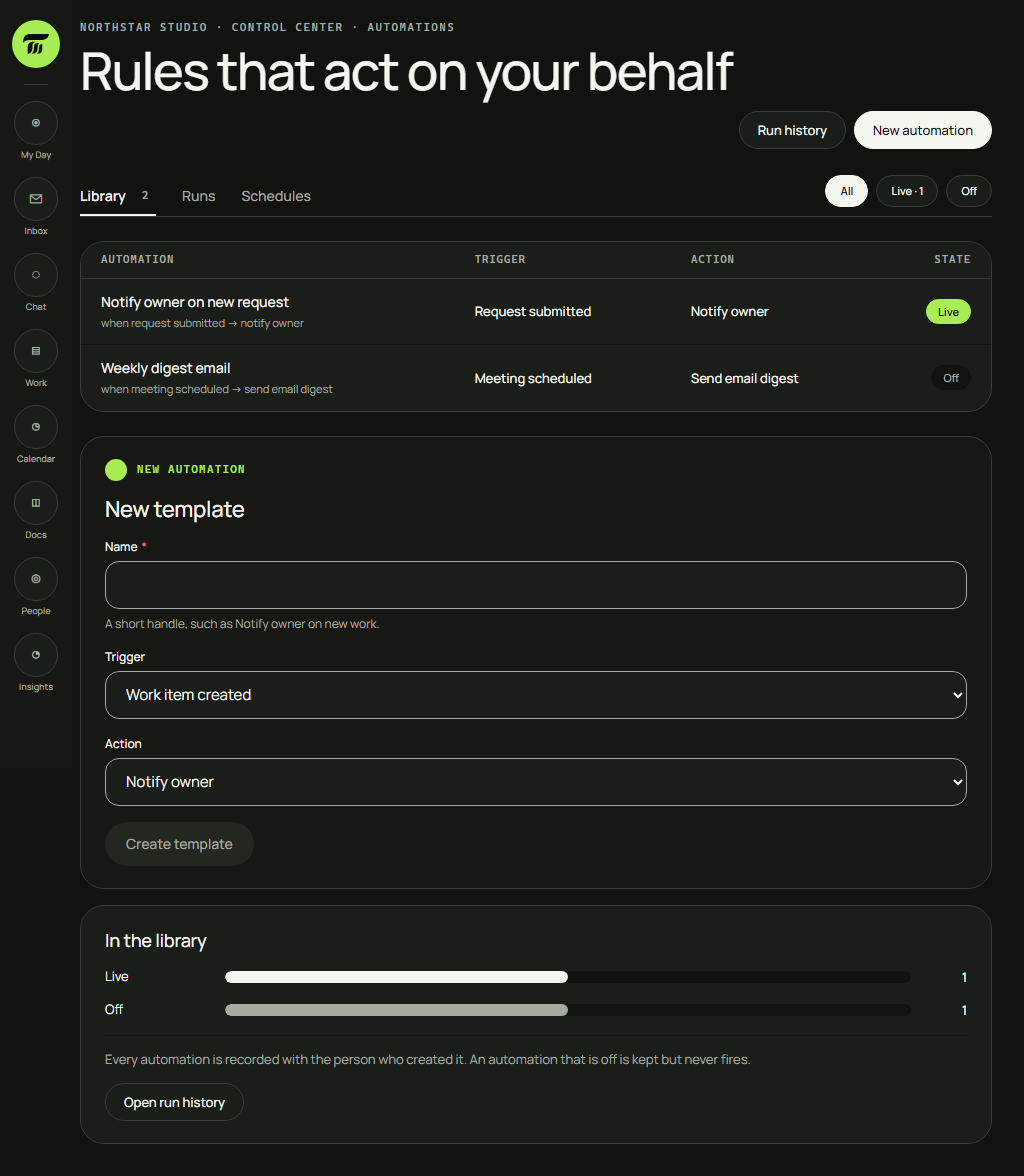 NORTHSTAR STUDIO · CONTROL CENTER · AUTOMATIONS
Rules that act on your behalf
Run history
New automation
Library 2
Runs
Schedules
All
Live · 1
Off
My Day
Inbox
Chat
Work
Calendar
Docs
People
Insights
AUTOMATION TRIGGER ACTION STATE
Notify owner on new request
when request submitted → notify owner
Request submitted
Notify owner
Live
Weekly digest email
when meeting scheduled → send email digest
Meeting scheduled
Send email digest
Off
NEW AUTOMATION
New template
Name *
A short handle, such as Notify owner on new work.
Trigger
Work item created
Action
Notify owner
Create template
In the library
Live 1
Off 1
Every automation is recorded with the person who created it. An automation that is off is kept but never fires.
Open run history